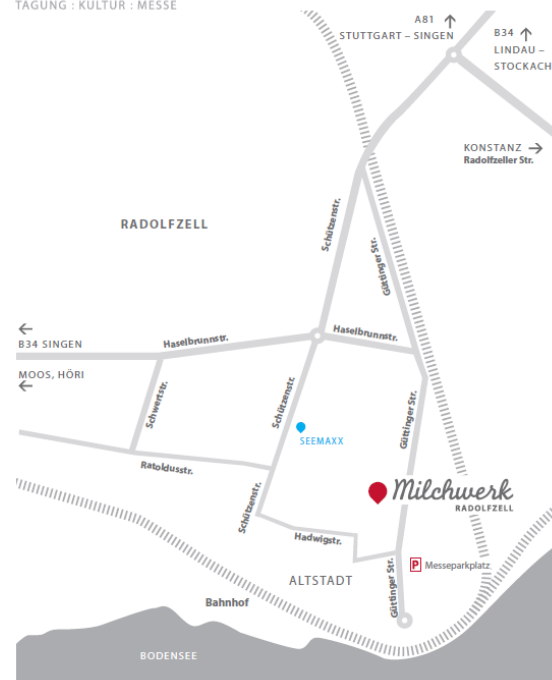 TAGUNG : KULTUR : MESSE
A81 ↑
STUTTGART – SINGEN
B34 ↑
LINDAU –
STOCKACH
KONSTANZ →
Radolfzeller Str.
RADOLFZELL
Schützenstr.
Güttinger Str.
←
B34 SINGEN
Haselbrunnstr.
Haselbrunnstr.
MOOS, HÖRI
←
Schwertstr.
Schützenstr.
Güttinger Str.
SEEMAXX
Ratoldusstr.
Milchwerk
RADOLFZELL
Schützenstr.
Hadwigstr.
P Messeparkplatz
ALTSTADT
Güttinger Str.
Bahnhof
BODENSEE